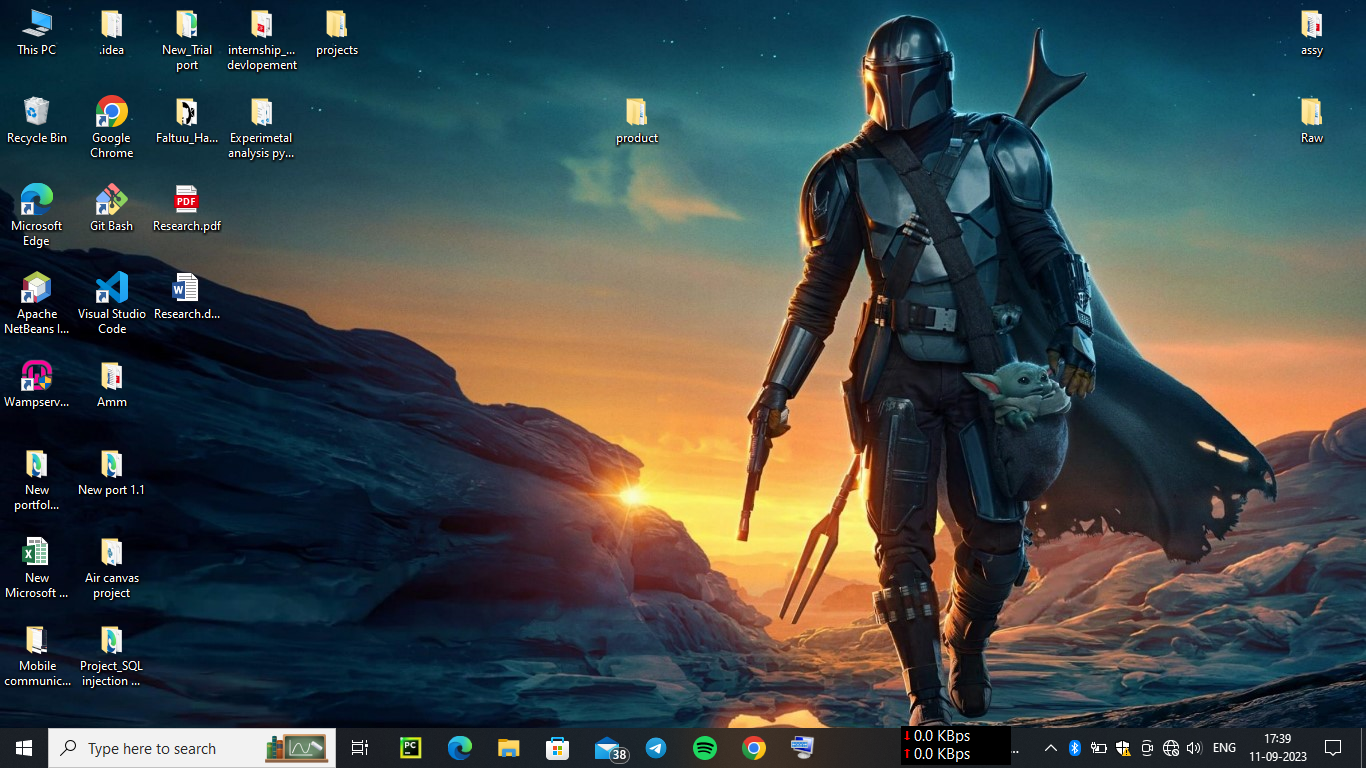 This PC
.idea
New_Trial
port
internship_...
devlopement
projects
assy
Recycle Bin
Google
Chrome
Faltuu_Ha...
Experimetal
analysis py...
product
Raw
Microsoft
Edge
Git Bash
PDF
Research.pdf
Apache
NetBeans I...
Visual Studio
Code
W
Research.d...
Wampserv...
Amm
New
portfol...
New port 1.1
X
New
Microsoft ...
Air canvas
project
Mobile
communic...
Project_SQL
injection ...
Type here to search
PC
38
0.0 KBps
0.0 KBps
...
ENG
17:39
11-09-2023